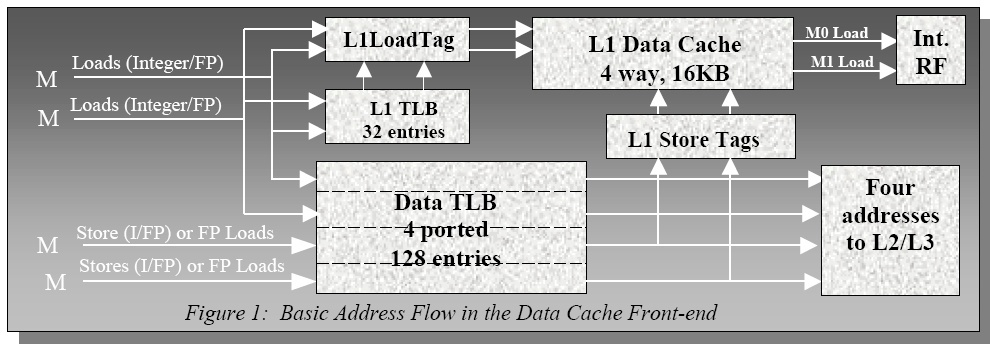 L1LoadTag
L1 Data Cache
4 way, 16KB
M0 Load
M1 Load
Int.
RF
M Loads (Integer/FP)
M Loads (Integer/FP)
L1 TLB
32 entries
L1 Store Tags
Data TLB
4 ported
128 entries
Four
addresses
to L2/L3
M Store (I/FP) or FP Loads
M Stores (I/FP) or FP Loads
Figure 1: Basic Address Flow in the Data Cache Front-end